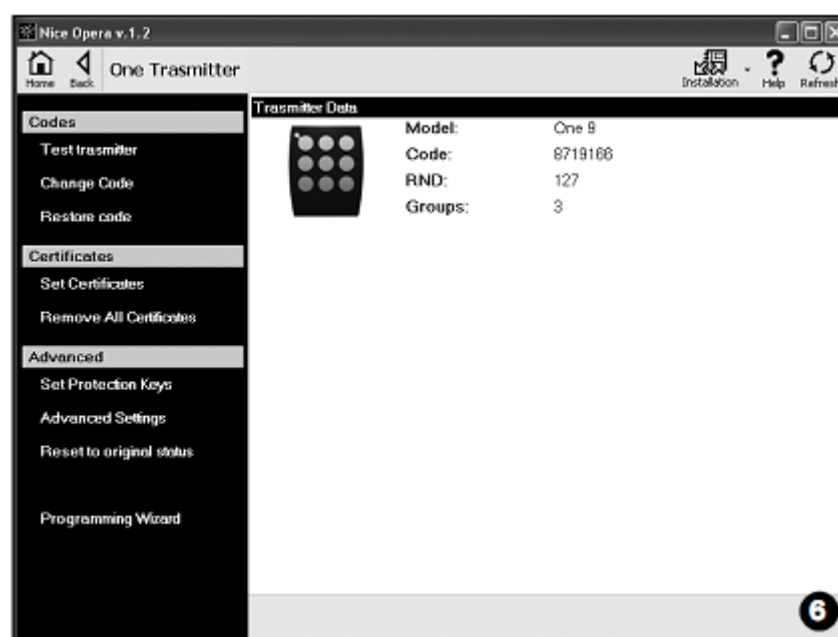 Nice Opera v.1.2
Home
Back
One Trasmitter
Installation
Help
Refresh
Codes
Test trasmitter
Change Code
Restore code
Certificates
Set Certificates
Remove All Certificates
Advanced
Set Protection Keys
Advanced Settings
Reset to original status
Programming Wizard
Trasmitter Data
Model: One 9
Code: 8719166
RND: 127
Groups: 3
6